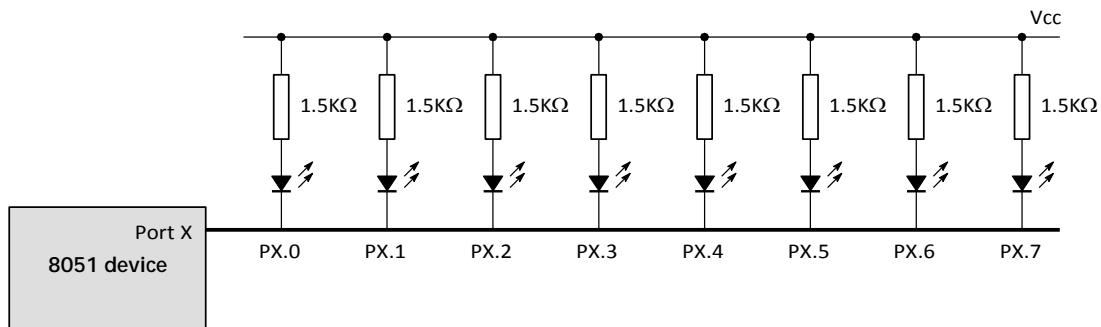 Vcc
1.5KΩ 1.5KΩ 1.5KΩ 1.5KΩ 1.5KΩ 1.5KΩ 1.5KΩ 1.5KΩ
Port X
8051 device
PX.0 PX.1 PX.2 PX.3 PX.4 PX.5 PX.6 PX.7